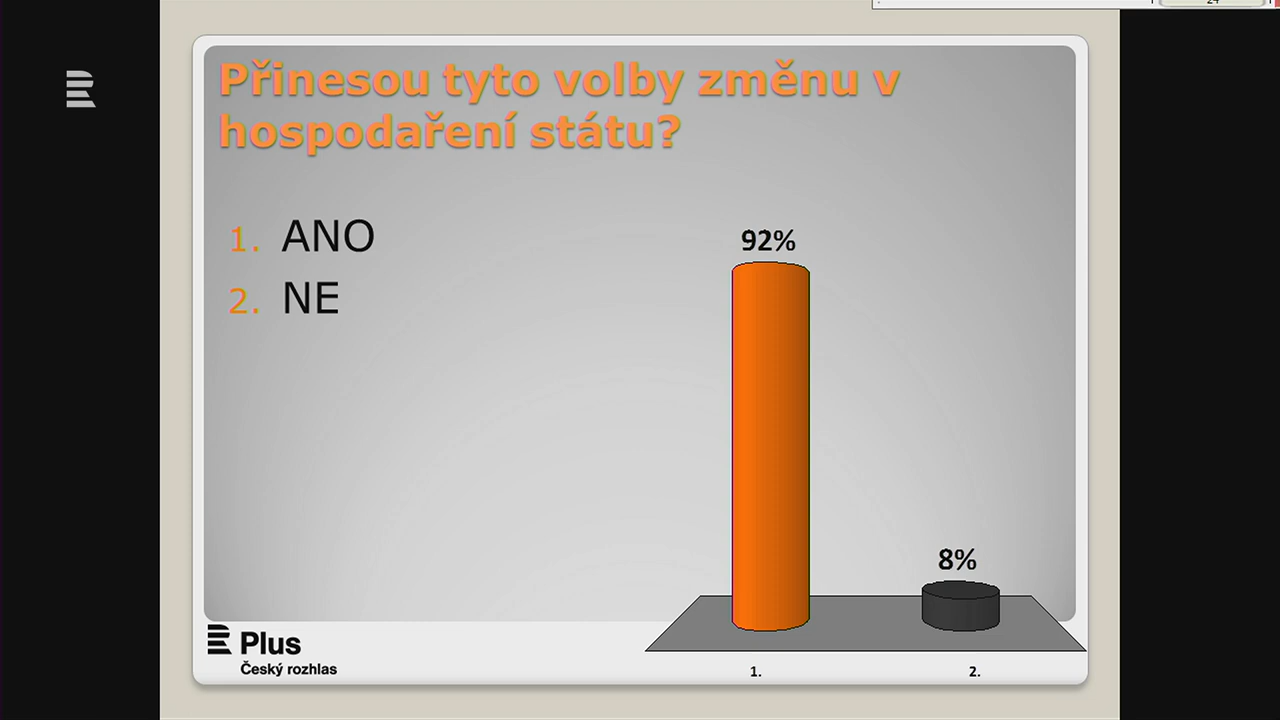 Přinesou tyto volby změnu v
hospodaření státu?
1. ANO
2. NE
92%
8%
1.
2.
Plus
Český rozhlas